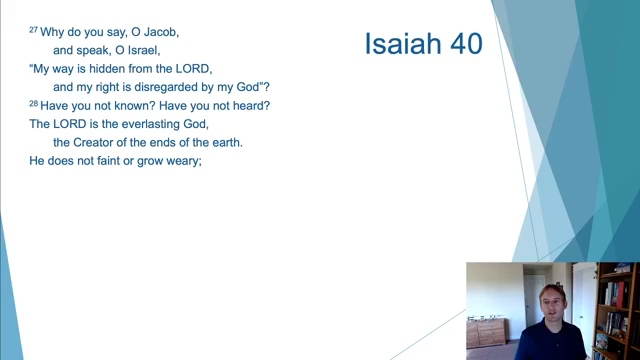 Isaiah 40
27 Why do you say, O Jacob,
and speak, O Israel,
“My way is hidden from the LORD,
and my right is disregarded by my God”?
28 Have you not known? Have you not heard?
The LORD is the everlasting God,
the Creator of the ends of the earth.
He does not faint or grow weary;